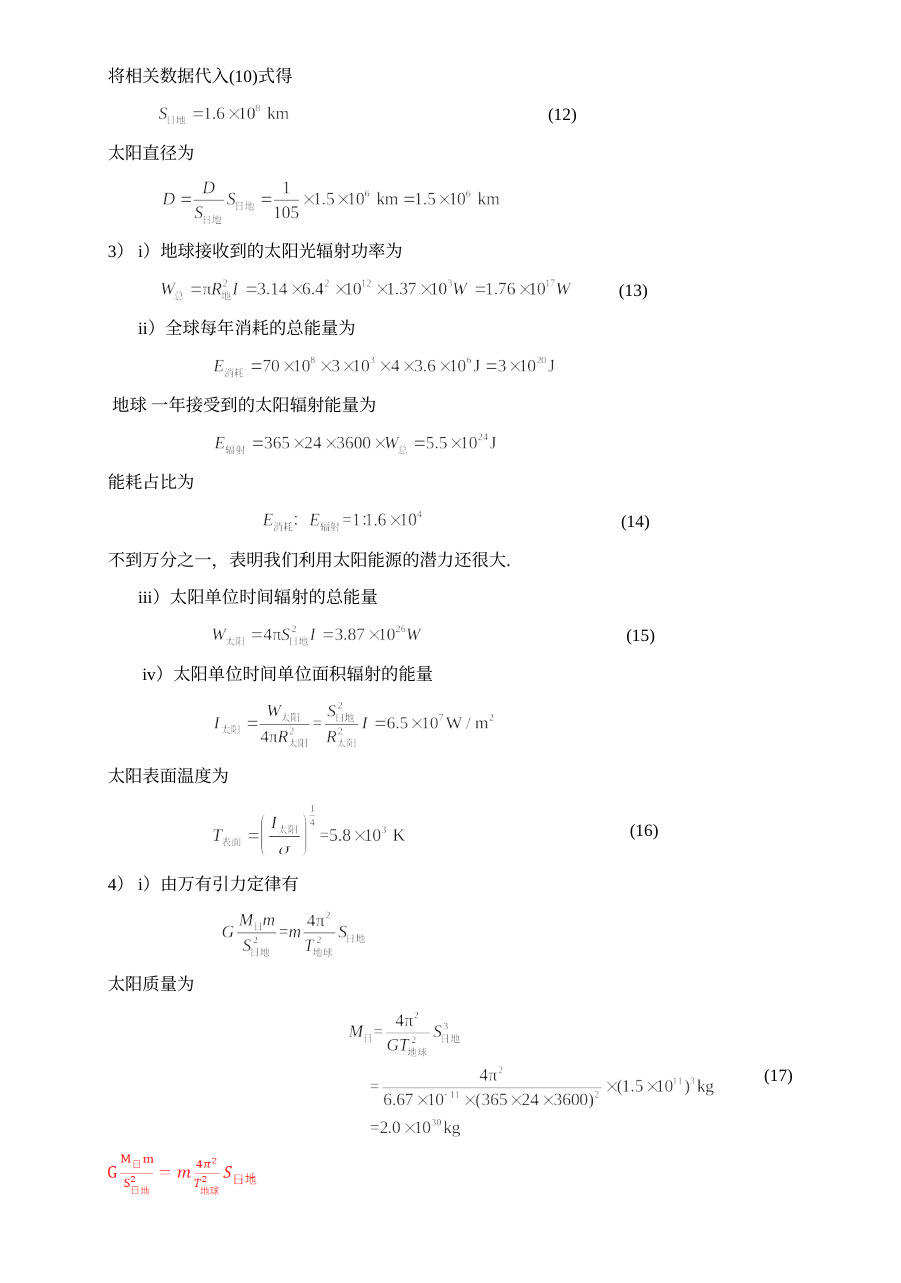 将相关数据代入(10)式得
S日地 =1.6×10⁸ km (12)
太阳直径为
D = D/S日地 S日地 = 1/105 ×1.5×10⁶ km =1.5×10⁶ km
3） i）地球接收到的太阳光辐射功率为
W总 =πR地² I =3.14×6.4² ×10¹² ×1.37×10³W =1.76×10¹⁷W (13)
ii）全球每年消耗的总能量为
E消耗 =70×10⁸ ×3×10³ ×4×3.6×10⁶J =3×10²⁰J
地球 一年接受到的太阳辐射能量为
E辐射 =365×24×3600×W总 =5.5×10²⁴J
能耗占比为
E消耗: E辐射=1:1.6×10⁴ (14)
不到万分之一，表明我们利用太阳能源的潜力还很大.
iii）太阳单位时间辐射的总能量
W太阳 =4πS日地² I =3.87×10²⁶W (15)
iv）太阳单位时间单位面积辐射的能量
I太阳 = W太阳/4πR太阳² = S日地²/R太阳² I =6.5×10⁷W / m²
太阳表面温度为
T表面 =(I太阳/σ)^(1/4) =5.8×10³ K (16)
4） i）由万有引力定律有
G M日m/S日地² =m 4π²/T地球² S日地
太阳质量为
M日= 4π²/GT地球² S日地³
= 4π²/6.67×10⁻¹¹ ×(365×24×3600)² ×(1.5×10¹¹)³kg (17)
=2.0×10³⁰kg
G M日m/S日地² = m 4π²/T地球² S日地